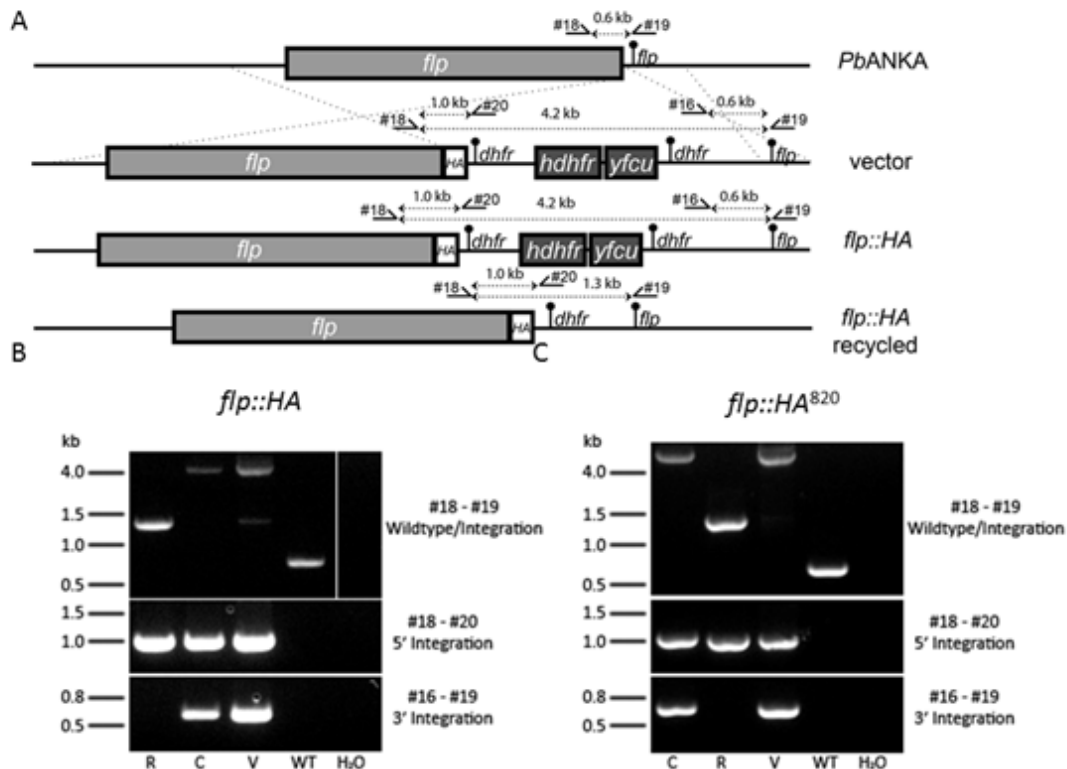 A
#18 0.6 kb #19
flp flp PbANKA
1.0 kb #20 #16 0.6 kb
#18 4.2 kb #19
flp HA dhfr hdhfr yfcu dhfr flp vector
1.0 kb #20 #16 0.6 kb
#18 4.2 kb #19
flp HA dhfr hdhfr yfcu dhfr flp flp::HA
1.0 kb #20
#18 1.3 kb #19
flp HA dhfr flp flp::HA
recycled
B
flp::HA
kb
4.0
1.5
1.0
0.5
#18 - #19
Wildtype/Integration
1.5
1.0
#18 - #20
5' Integration
0.8
0.5
#16 - #19
3' Integration
R C V WT H₂O
C
flp::HA⁸²⁰
kb
4.0
1.5
1.0
0.5
#18 - #19
Wildtype/Integration
1.5
1.0
#18 - #20
5' Integration
0.8
0.5
#16 - #19
3' Integration
C R V WT H₂O